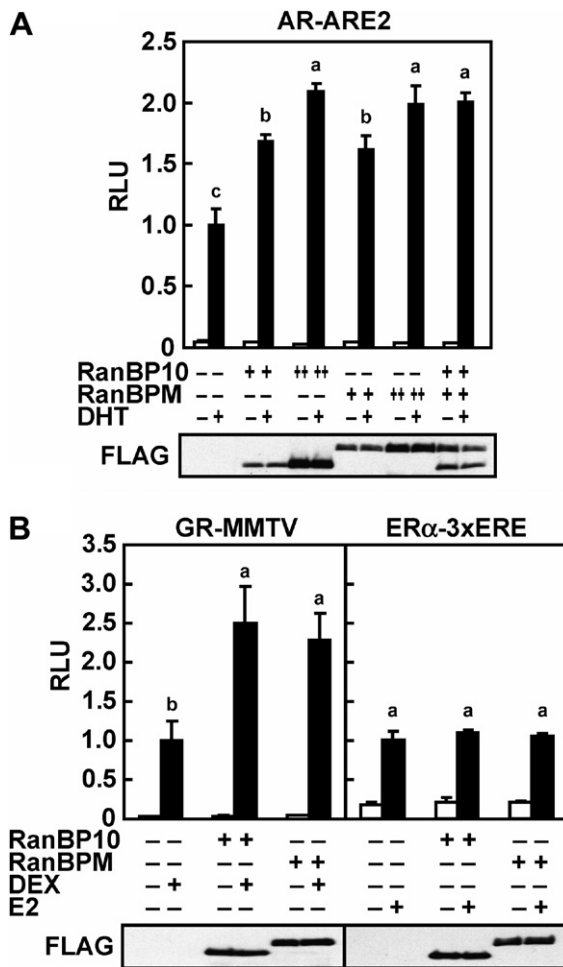 A
AR-ARE2
2.5
2.0
1.5
1.0
0.5
0
RLU
c b a b a a
RanBP10 – – + + ++ ++ – – – – + +
RanBPM – – – – – – + + ++ ++ + +
DHT – + – + – + – + – + – +
FLAG
B
GR-MMTV ERα-3xERE
3.5
3.0
2.5
2.0
1.5
1.0
0.5
0
RLU
b a a a a a
RanBP10 – – + + – – – – + + – –
RanBPM – – – – + + – – – – + +
DEX – + – + – + – – – – – –
E2 – – – – – – – + – + – +
FLAG